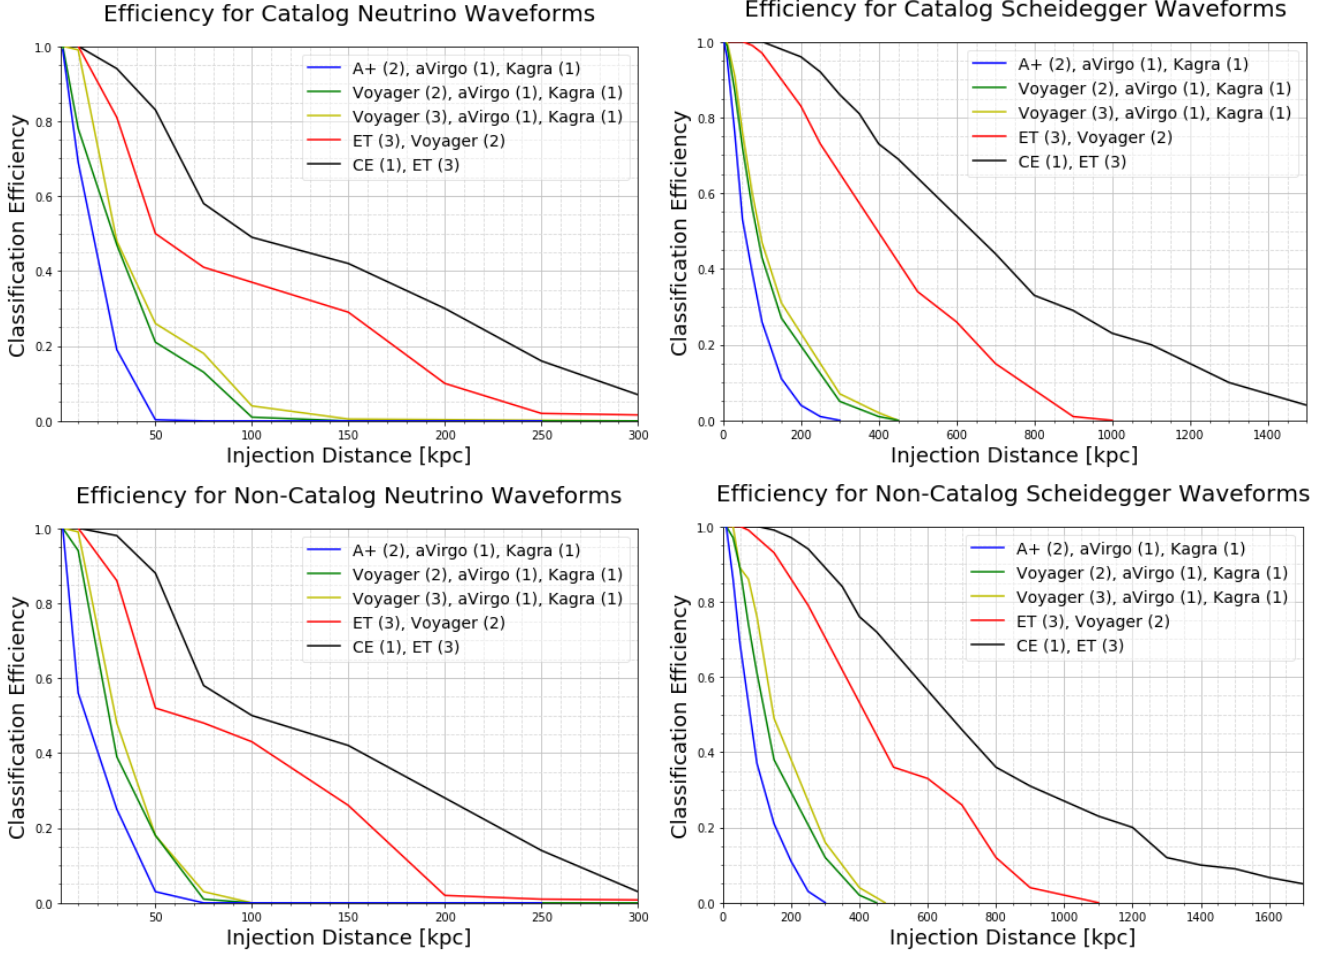 Efficiency for Catalog Neutrino Waveforms
Classification Efficiency
1.0
0.8
0.6
0.4
0.2
0.0
A+ (2), aVirgo (1), Kagra (1)
Voyager (2), aVirgo (1), Kagra (1)
Voyager (3), aVirgo (1), Kagra (1)
ET (3), Voyager (2)
CE (1), ET (3)
50 100 150 200 250 300
Injection Distance [kpc]
Efficiency for Catalog Scheidegger Waveforms
Classification Efficiency
1.0
0.8
0.6
0.4
0.2
0.0
A+ (2), aVirgo (1), Kagra (1)
Voyager (2), aVirgo (1), Kagra (1)
Voyager (3), aVirgo (1), Kagra (1)
ET (3), Voyager (2)
CE (1), ET (3)
0 200 400 600 800 1000 1200 1400
Injection Distance [kpc]
Efficiency for Non-Catalog Neutrino Waveforms
Classification Efficiency
1.0
0.8
0.6
0.4
0.2
0.0
A+ (2), aVirgo (1), Kagra (1)
Voyager (2), aVirgo (1), Kagra (1)
Voyager (3), aVirgo (1), Kagra (1)
ET (3), Voyager (2)
CE (1), ET (3)
50 100 150 200 250 300
Injection Distance [kpc]
Efficiency for Non-Catalog Scheidegger Waveforms
Classification Efficiency
1.0
0.8
0.6
0.4
0.2
0.0
A+ (2), aVirgo (1), Kagra (1)
Voyager (2), aVirgo (1), Kagra (1)
Voyager (3), aVirgo (1), Kagra (1)
ET (3), Voyager (2)
CE (1), ET (3)
0 200 400 600 800 1000 1200 1400 1600
Injection Distance [kpc]